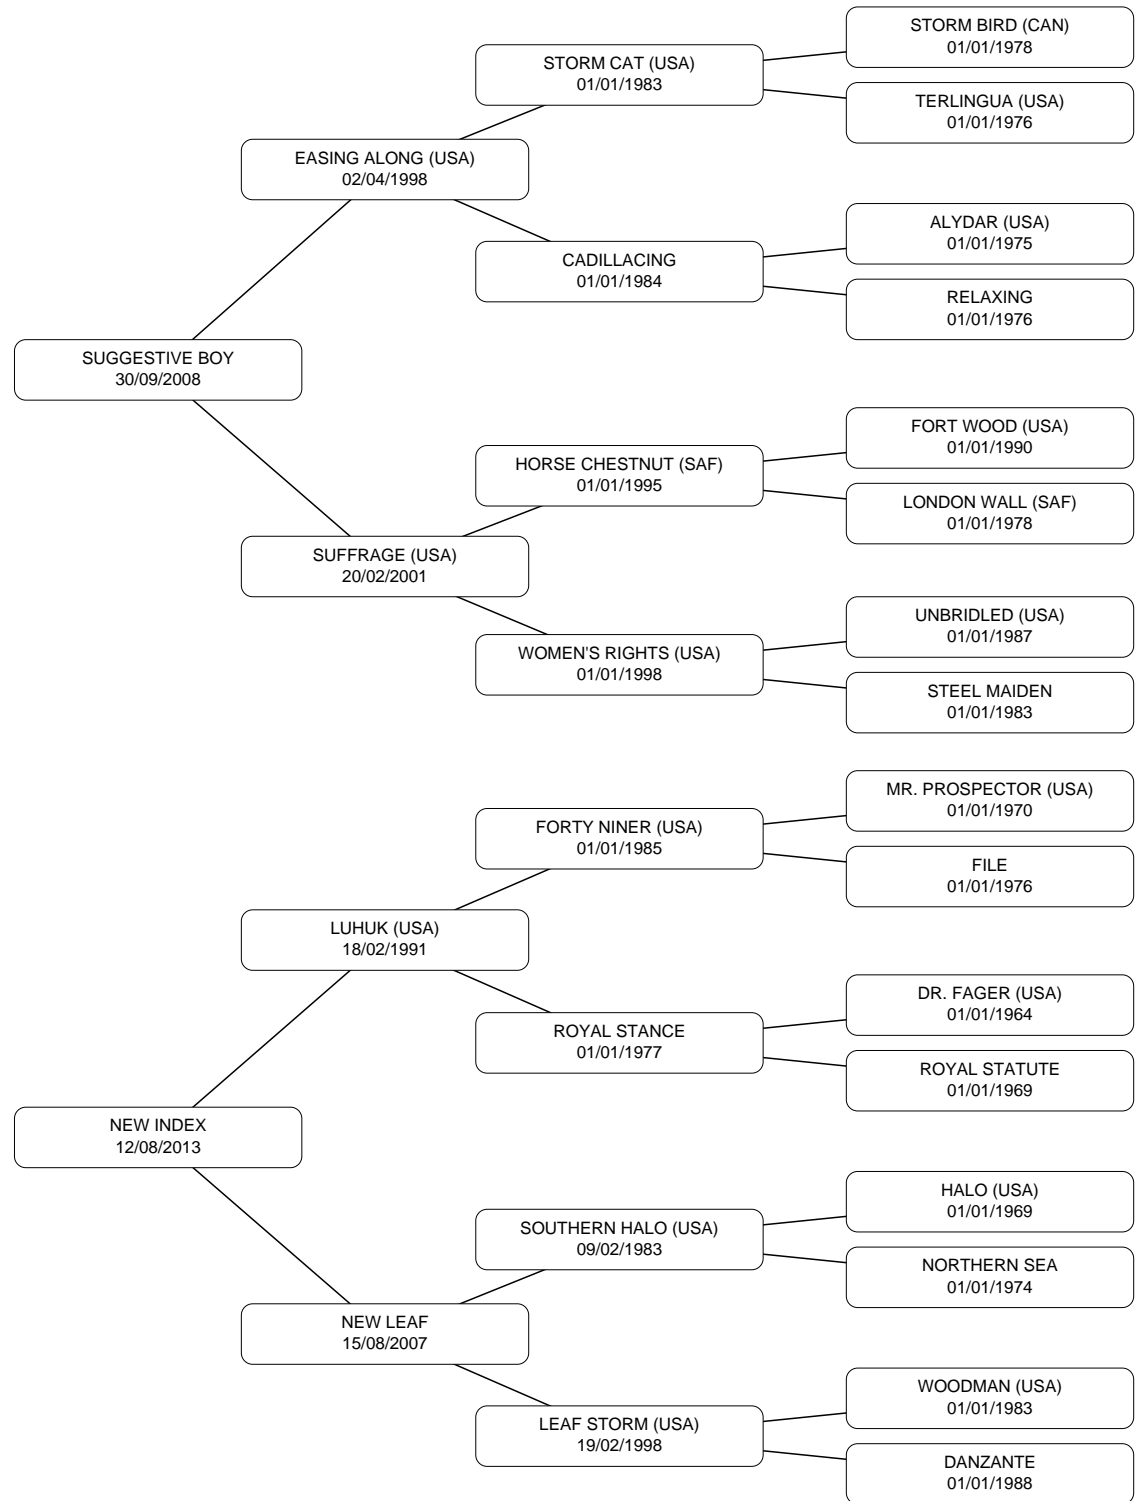 STORM BIRD (CAN)
01/01/1978
STORM CAT (USA)
01/01/1983
TERLINGUA (USA)
01/01/1976
EASING ALONG (USA)
02/04/1998
ALYDAR (USA)
01/01/1975
CADILLACING
01/01/1984
RELAXING
01/01/1976
SUGGESTIVE BOY
30/09/2008
FORT WOOD (USA)
01/01/1990
HORSE CHESTNUT (SAF)
01/01/1995
LONDON WALL (SAF)
01/01/1978
SUFFRAGE (USA)
20/02/2001
UNBRIDLED (USA)
01/01/1987
WOMEN'S RIGHTS (USA)
01/01/1998
STEEL MAIDEN
01/01/1983
MR. PROSPECTOR (USA)
01/01/1970
FORTY NINER (USA)
01/01/1985
FILE
01/01/1976
LUHUK (USA)
18/02/1991
DR. FAGER (USA)
01/01/1964
ROYAL STANCE
01/01/1977
ROYAL STATUTE
01/01/1969
NEW INDEX
12/08/2013
HALO (USA)
01/01/1969
SOUTHERN HALO (USA)
09/02/1983
NORTHERN SEA
01/01/1974
NEW LEAF
15/08/2007
WOODMAN (USA)
01/01/1983
LEAF STORM (USA)
19/02/1998
DANZANTE
01/01/1988